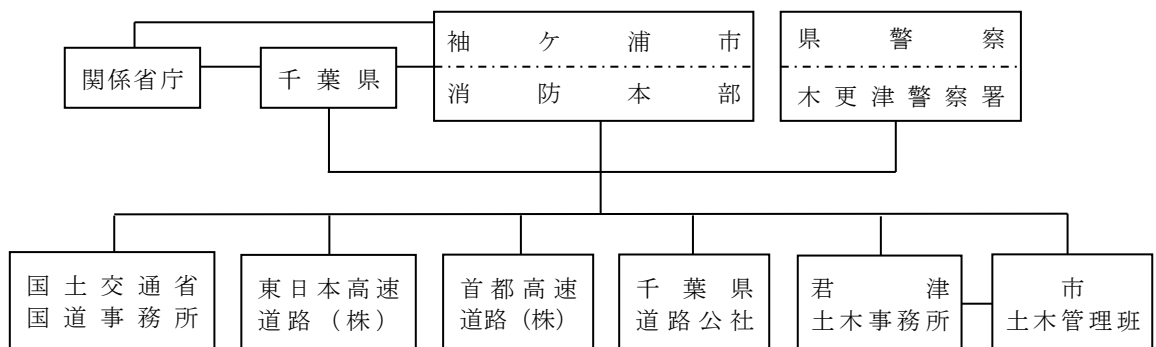 袖ケ浦市
消防本部
県警察
木更津警察署
関係省庁
千葉県
国土交通省
国道事務所
東日本高速
道路（株）
首都高速
道路（株）
千葉県
道路公社
君津
土木事務所
市
土木管理班